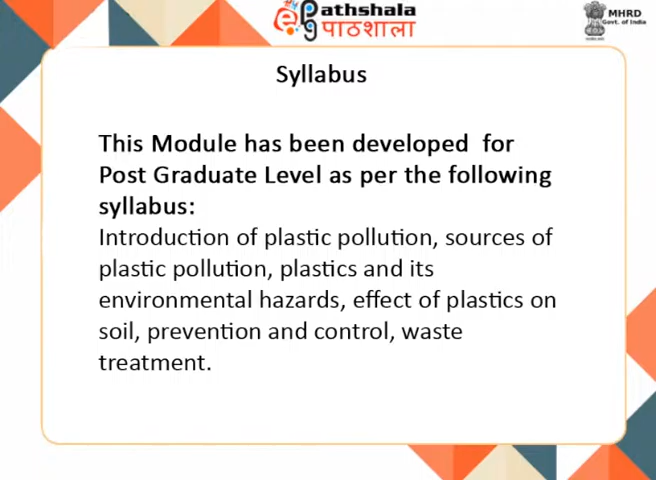 e-PG Pathshala
पाठशाला
MHRD
Govt. of India
Syllabus
This Module has been developed for
Post Graduate Level as per the following
syllabus:
Introduction of plastic pollution, sources of
plastic pollution, plastics and its
environmental hazards, effect of plastics on
soil, prevention and control, waste
treatment.